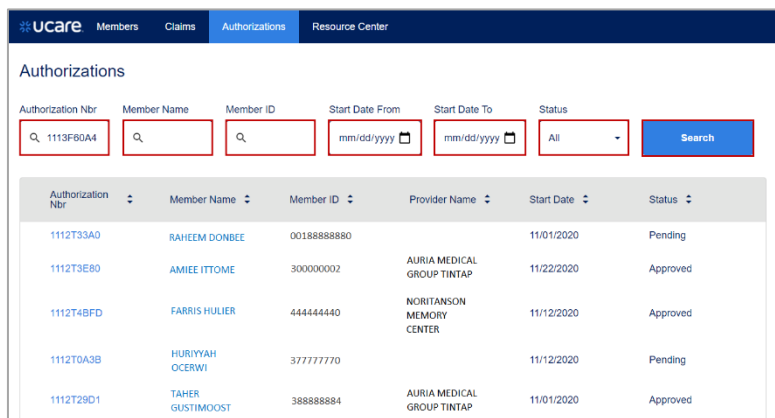 ucare Members Claims Authorizations Resource Center
Authorizations
Authorization Nbr Member Name Member ID Start Date From Start Date To Status
1113F60A4 mm/dd/yyyy mm/dd/yyyy All Search
Authorization
Nbr Member Name Member ID Provider Name Start Date Status
1112T33A0 RAHEEM DONBEE 00188888880 11/01/2020 Pending
1112T3E80 AMIEE ITTOME 300000002 AURIA MEDICAL
GROUP TINTAP 11/22/2020 Approved
1112T4BFD FARRIS HULIER 444444440 NORITANSON
MEMORY
CENTER 11/12/2020 Approved
1112T0A3B HURIYYAH
OCERWI 377777770 11/12/2020 Pending
1112T29D1 TAHER
GUSTIMOOST 388888884 AURIA MEDICAL
GROUP TINTAP 11/01/2020 Approved